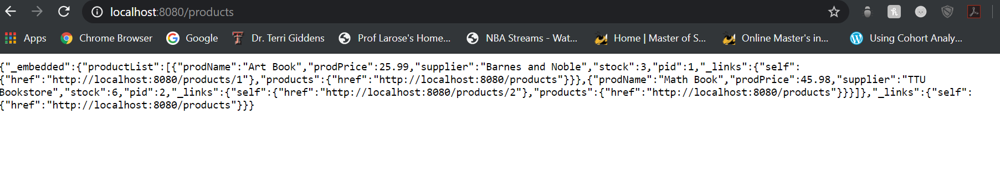 localhost:8080/products
Apps Chrome Browser Google Dr. Terri Giddens Prof Larose's Home... NBA Streams - Wat... Home | Master of S... Online Master's in... Using Cohort Analy...
{"_embedded":{"productList":[{"prodName":"Art Book","prodPrice":25.99,"supplier":"Barnes and Noble","stock":3,"pid":1,"_links":{"self":
{"href":"http://localhost:8080/products/1"},"products":{"href":"http://localhost:8080/products"}}},{"prodName":"Math Book","prodPrice":45.98,"supplier":"TTU
Bookstore","stock":6,"pid":2,"_links":{"self":{"href":"http://localhost:8080/products/2"},"products":{"href":"http://localhost:8080/products"}}}]},"_links":{"self":
{"href":"http://localhost:8080/products"}}}